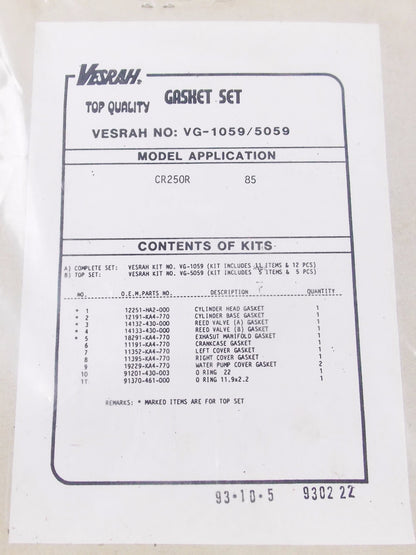 VESRAH®
TOP QUALITY GASKET SET
VESRAH NO: VG-1059/5059
MODEL APPLICATION
CR250R 85
CONTENTS OF KITS
A) COMPLETE SET: VESRAH KIT NO. VG-1059 (KIT INCLUDES 11 ITEMS & 12 PCS)
B) TOP SET: VESRAH KIT NO. VG-5059 (KIT INCLUDES 5 ITEMS & 5 PCS)
NO. O.E.M.PARTS NO. DESCRIPTION QUANTITY
* 1 12251-HA2-000 CYLINDER HEAD GASKET 1
* 2 12191-KA4-770 CYLINDER BASE GASKET 1
* 3 14132-430-000 REED VALVE (A) GASKET 1
* 4 14133-430-000 REED VALVE (B) GASKET 1
* 5 18291-KA4-770 EXHASUT MANIFOLD GASKET 1
6 11191-KA4-770 CRANKCASE GASKET 1
7 11352-KA4-770 LEFT COVER GASKET 1
8 11395-KA4-770 RIGHT COVER GASKET 1
9 19229-KA4-770 WATER PUMP COVER GASKET 2
10 91201-430-003 O RING 22 1
11 91370-461-000 O RING 11.9x2.2 1
REMARKS: * MARKED ITEMS ARE FOR TOP SET
93·10·5 9302 22